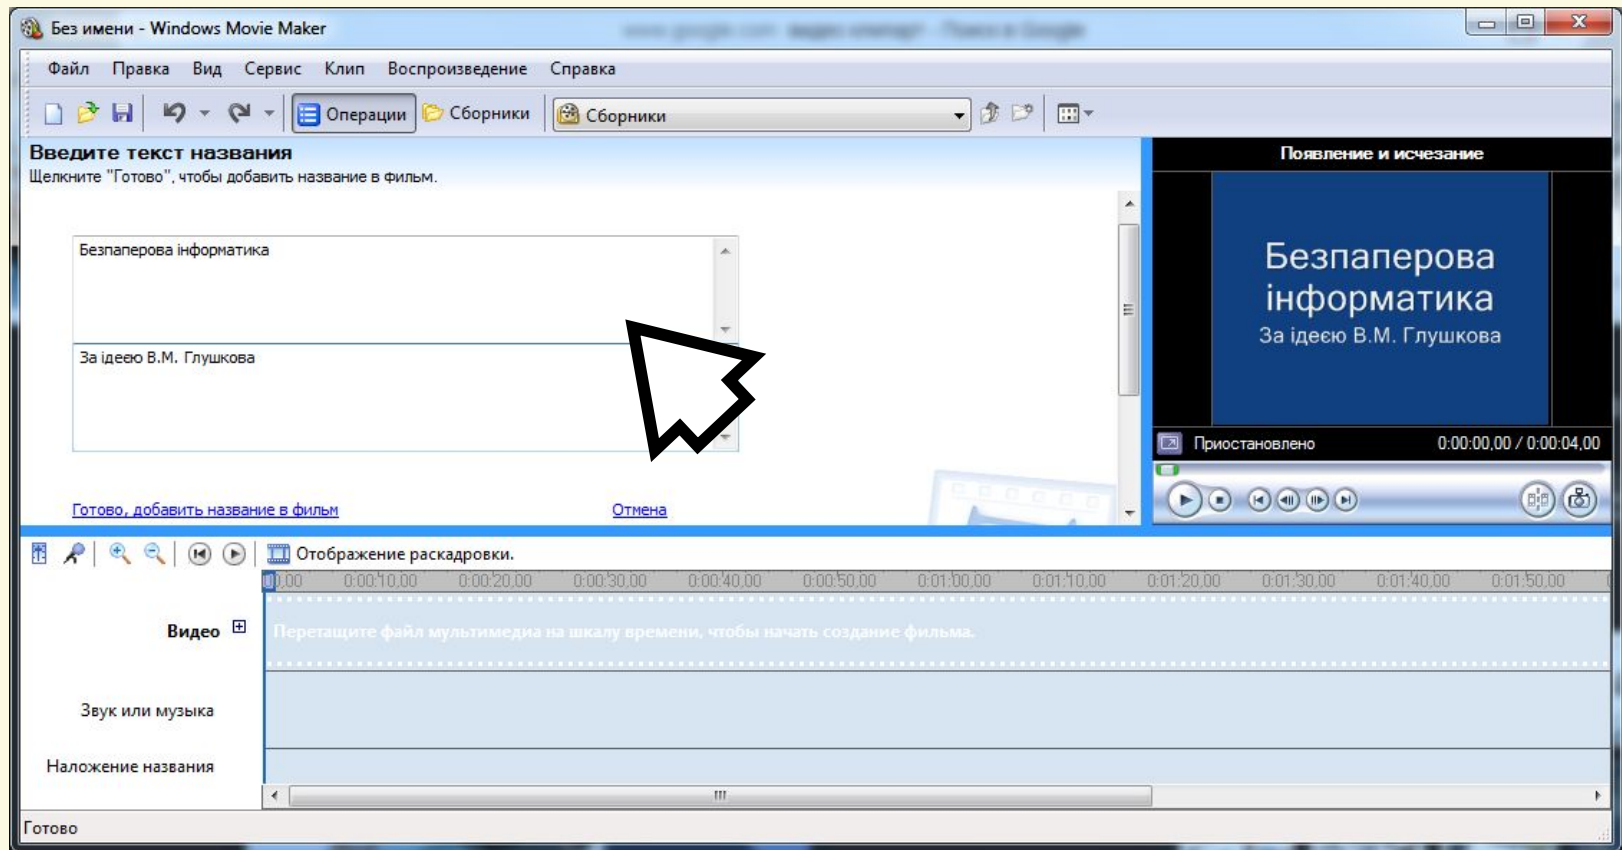 Без имени - Windows Movie Maker
Файл Правка Вид Сервис Клип Воспроизведение Справка
Операции Сборники Сборники
Введите текст названия
Щелкните "Готово", чтобы добавить название в фильм.
Безпаперова інформатика
За ідеєю В.М. Глушкова
Готово, добавить название в фильм Отмена
Появление и исчезание
Безпаперова
інформатика
За ідеєю В.М. Глушкова
Приостановлено 0:00:00,00 / 0:00:04,00
Отображение раскадровки.
0,00 0:00:10,00 0:00:20,00 0:00:30,00 0:00:40,00 0:00:50,00 0:01:00,00 0:01:10,00 0:01:20,00 0:01:30,00 0:01:40,00 0:01:50,00
Видео Перетащите файл мультимедиа на шкалу времени, чтобы начать создание фильма.
Звук или музыка
Наложение названия
Готово